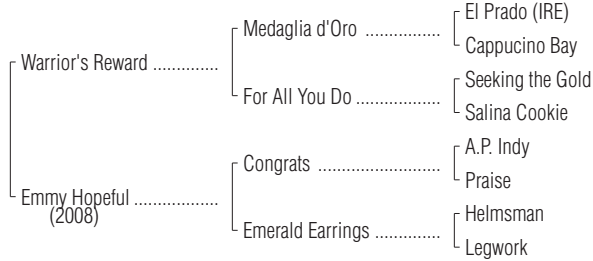 El Prado (IRE)
Medaglia d'Oro ................
Cappucino Bay
Warrior's Reward ..............
Seeking the Gold
For All You Do ..................
Salina Cookie
A.P. Indy
Congrats ..........................
Praise
Emmy Hopeful ..................
(2008)
Helmsman
Emerald Earrings ..............
Legwork